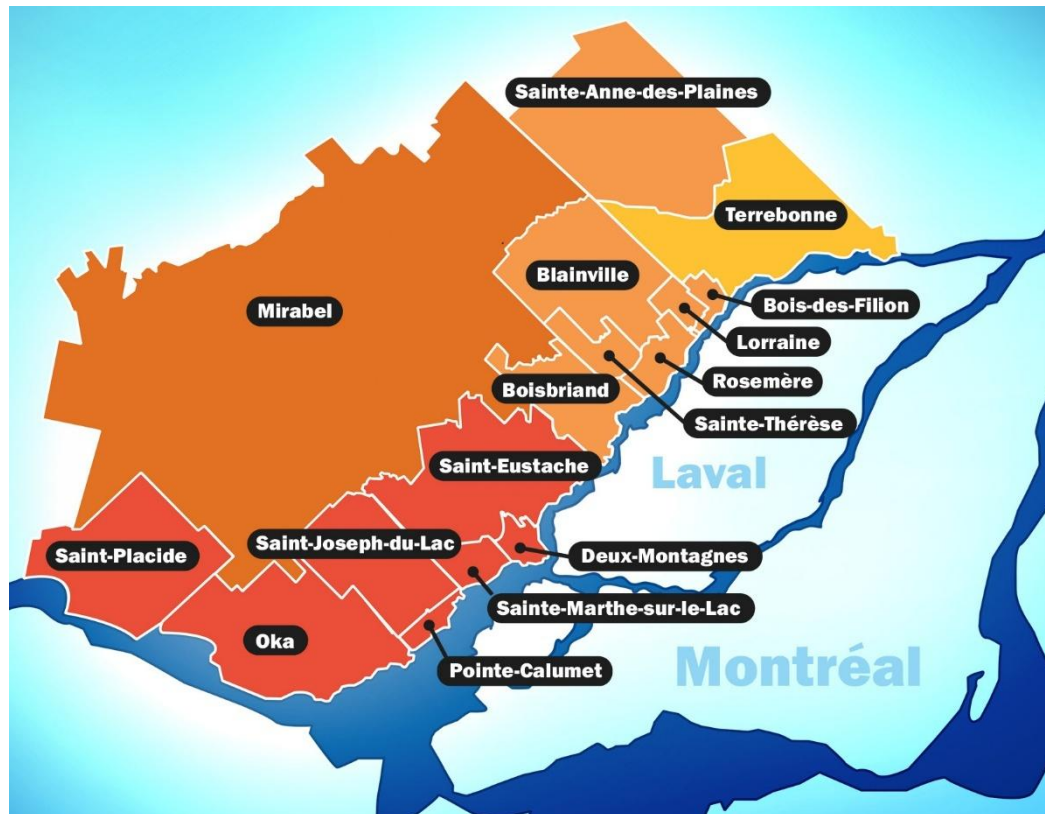 Sainte-Anne-des-Plaines
Terrebonne
Blainville
Bois-des-Filion
Mirabel
Lorraine
Rosemère
Boisbriand
Sainte-Thérèse
Saint-Eustache
Laval
Saint-Joseph-du-Lac
Saint-Placide
Deux-Montagnes
Sainte-Marthe-sur-le-Lac
Oka
Pointe-Calumet
Montréal